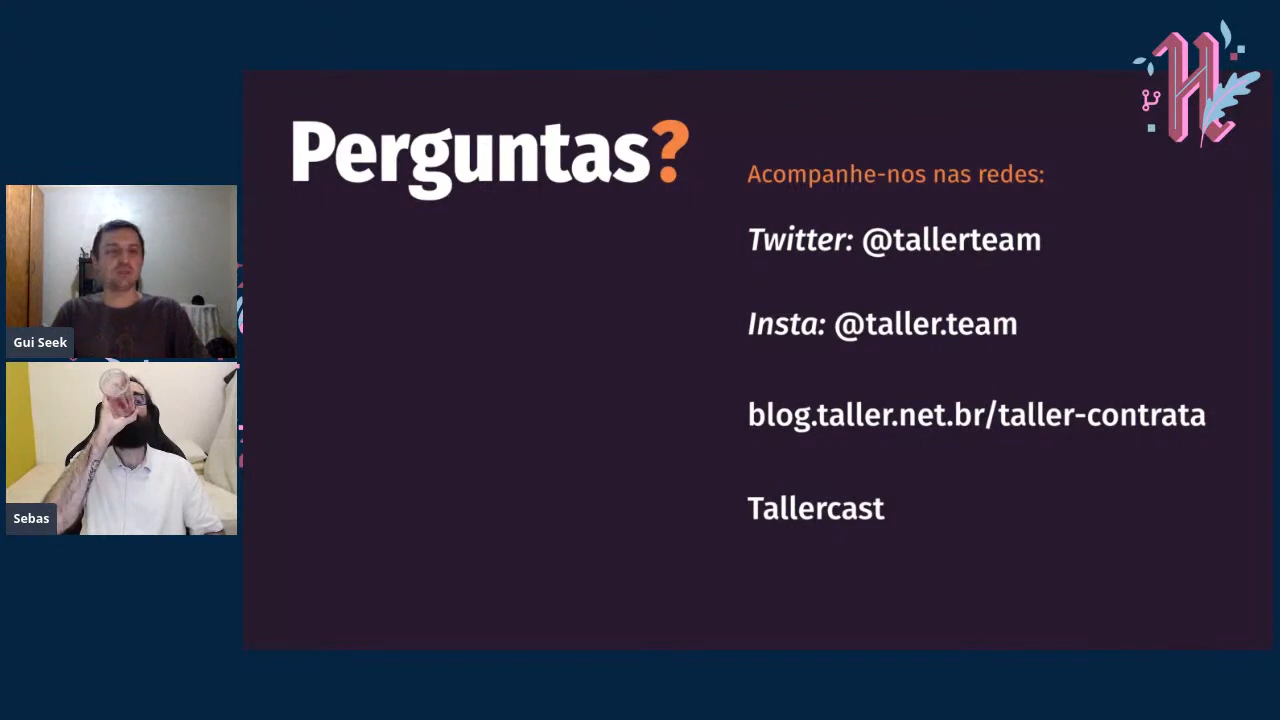 Perguntas?
Acompanhe-nos nas redes:
Twitter: @tallerteam
Insta: @taller.team
blog.taller.net.br/taller-contrata
Tallercast
Gui Seek
Sebas